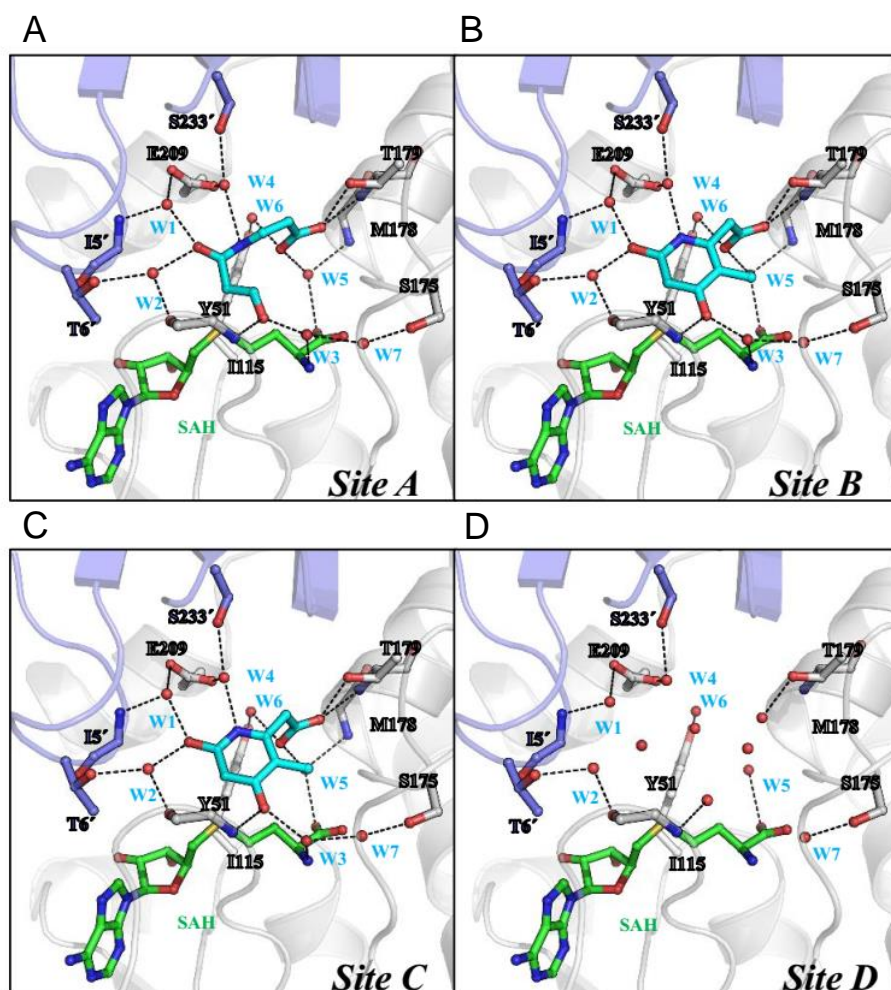 A
S233´
E209
T179
W4
W6
M178
I5´
W1
W5
S175
Y51
W2
T6´
W3
W7
I115
SAH
Site A
B
S233´
E209
T179
W4
W6
M178
I5´
W1
W5
S175
Y51
W2
T6´
W3
W7
I115
SAH
Site B
C
S233´
E209
T179
W4
W6
M178
I5´
W1
W5
S175
Y51
W2
T6´
W3
W7
I115
SAH
Site C
D
S233´
E209
T179
W4
W6
M178
I5´
W1
W5
S175
Y51
W2
T6´
W7
I115
SAH
Site D